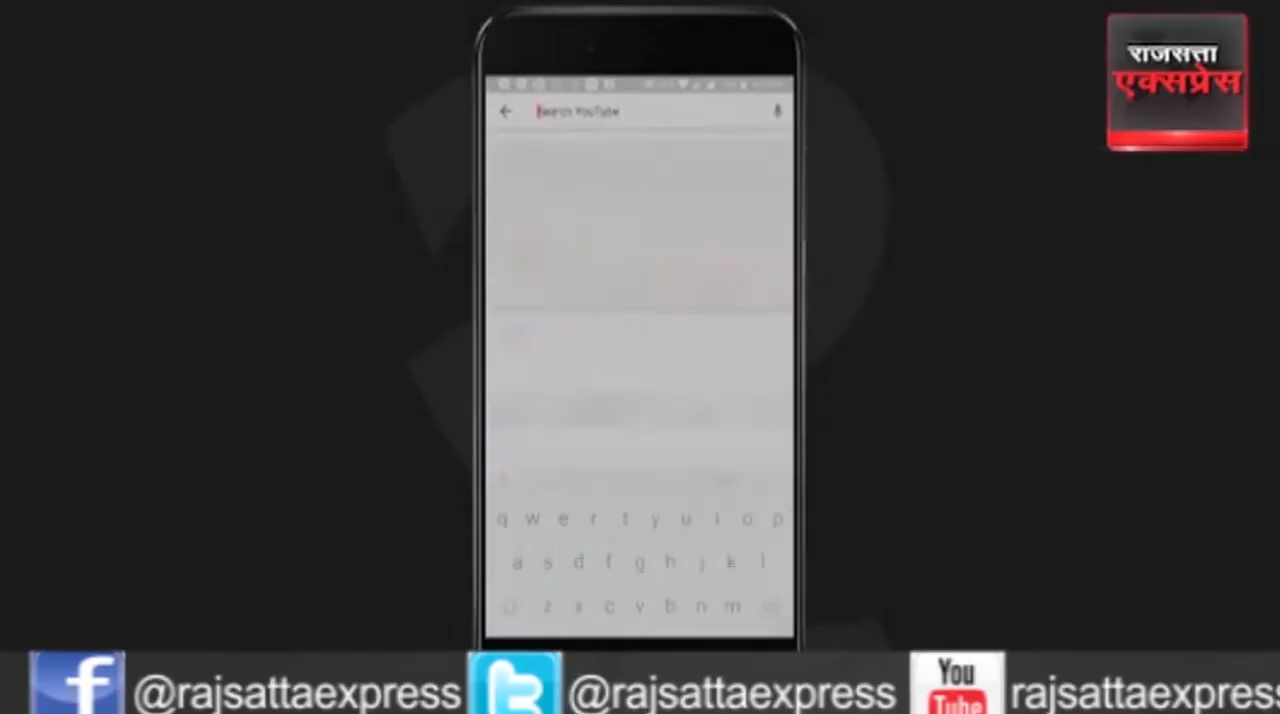 राजसत्ता
एक्सप्रेस
Search YouTube
q w e r t y u i o p
a s d f g h j k l
z x c v b n m
f @rajsattaexpress t @rajsattaexpress You Tube rajsattaexpress